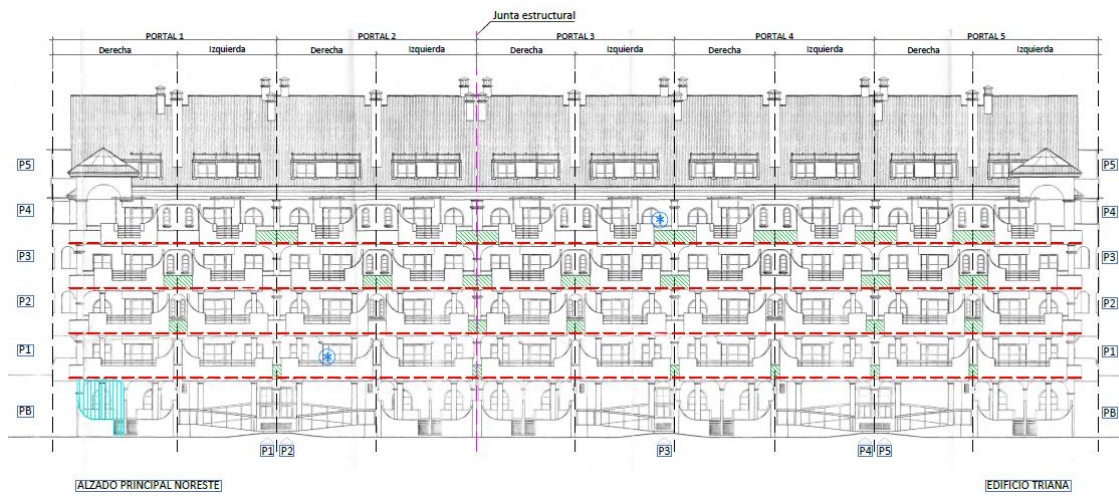 Junta estructural
PORTAL 1 PORTAL 2 PORTAL 3 PORTAL 4 PORTAL 5
Derecha Izquierda Derecha Izquierda Derecha Izquierda Derecha Izquierda Derecha Izquierda
P5 P5
P4 P4
P3 P3
P2 P2
P1 P1
PB PB
P1 P2 P3 P4 P5
ALZADO PRINCIPAL NORESTE EDIFICIO TRIANA